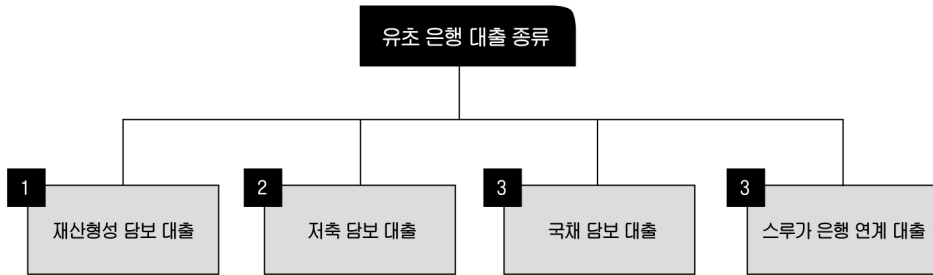 유초 은행 대출 종류
1
재산형성 담보 대출
2
저축 담보 대출
3
국채 담보 대출
3
스루가 은행 연계 대출